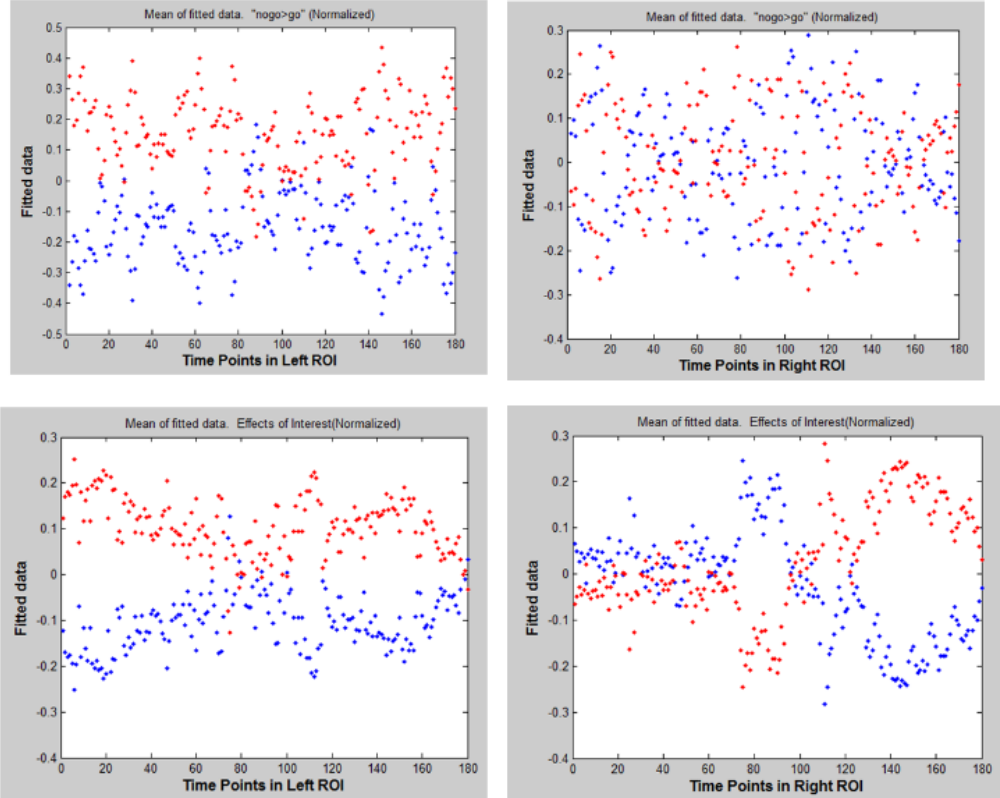 Mean of fitted data. "nogo>go" (Normalized)
0.5
0.4
0.3
0.2
0.1
0
-0.1
-0.2
-0.3
-0.4
-0.5
Fitted data
0 20 40 60 80 100 120 140 160 180
Time Points in Left ROI
Mean of fitted data. "nogo>go" (Normalized)
0.3
0.2
0.1
0
-0.1
-0.2
-0.3
-0.4
Fitted data
0 20 40 60 80 100 120 140 160 180
Time Points in Right ROI
Mean of fitted data. Effects of Interest(Normalized)
0.3
0.2
0.1
0
-0.1
-0.2
-0.3
-0.4
Fitted data
0 20 40 60 80 100 120 140 160 180
Time Points in Left ROI
Mean of fitted data. Effects of Interest(Normalized)
0.3
0.2
0.1
0
-0.1
-0.2
-0.3
-0.4
Fitted data
0 20 40 60 80 100 120 140 160 180
Time Points in Right ROI